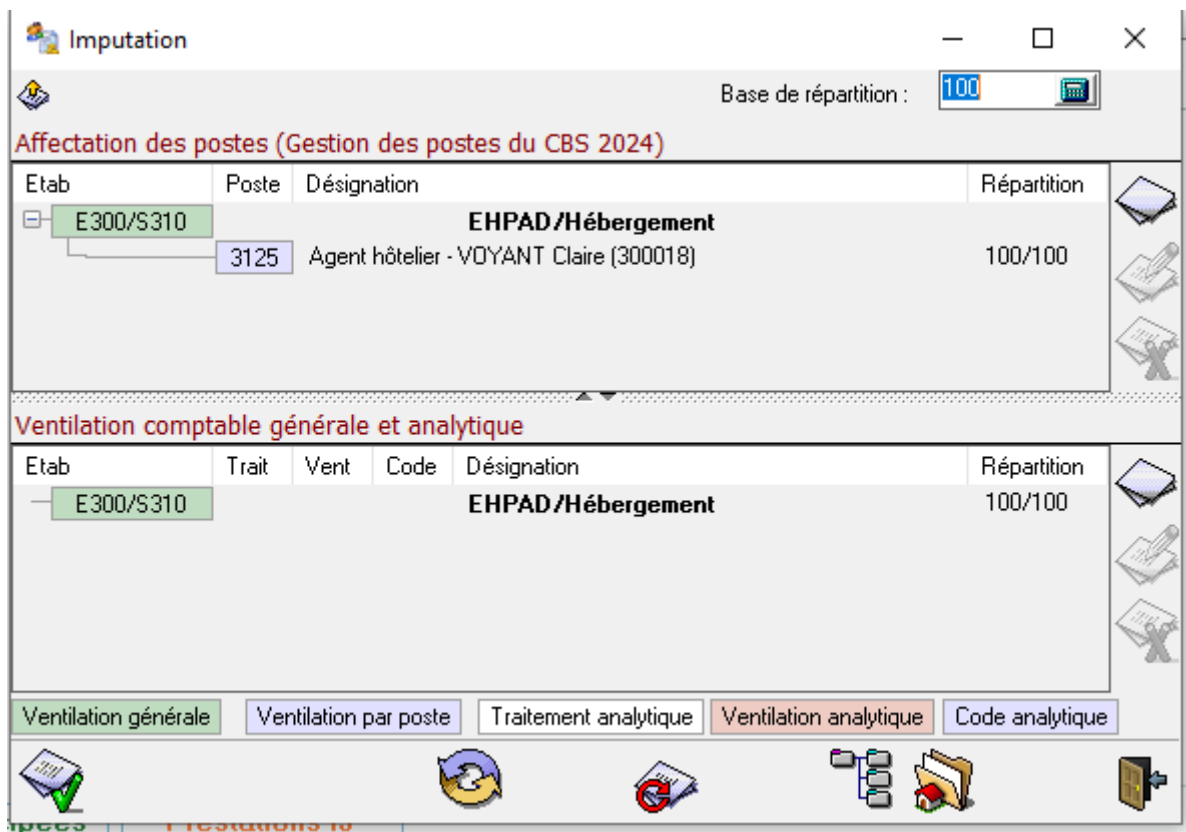 Imputation
Base de répartition : 100
Affectation des postes (Gestion des postes du CBS 2024)
Etab Poste Désignation Répartition
E300/S310 EHPAD/Hébergement
3125 Agent hôtelier - VOYANT Claire (300018) 100/100
Ventilation comptable générale et analytique
Etab Trait Vent Code Désignation Répartition
E300/S310 EHPAD/Hébergement 100/100
Ventilation générale Ventilation par poste Traitement analytique Ventilation analytique Code analytique